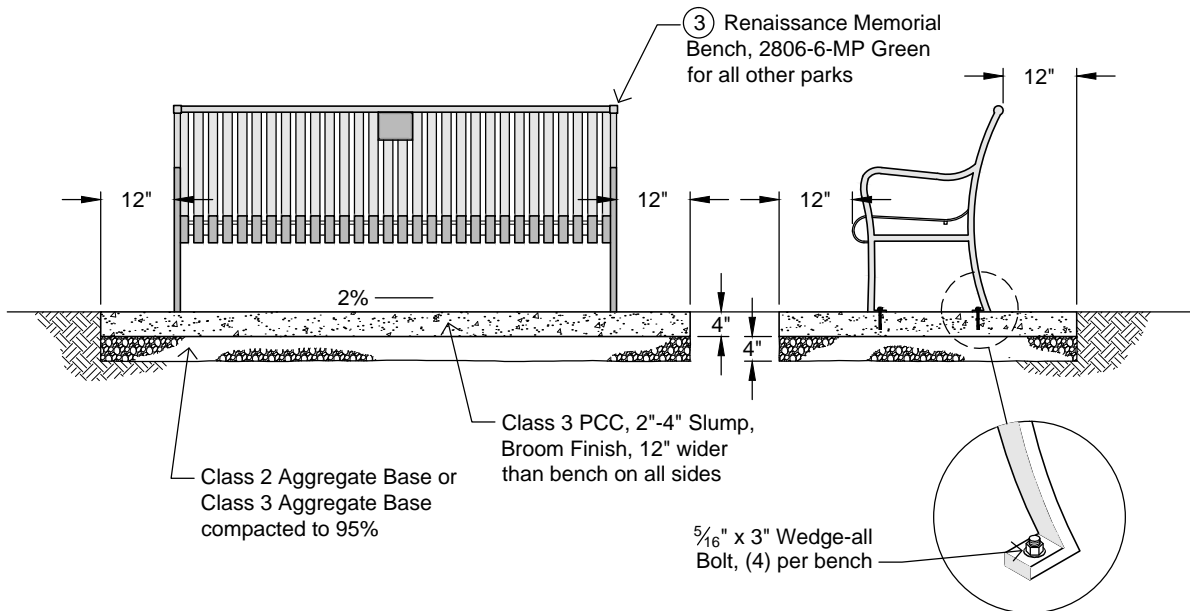 3 Renaissance Memorial
Bench, 2806-6-MP Green
for all other parks
12"
12"
12"
12"
2%
4"
4"
Class 3 PCC, 2"-4" Slump,
Broom Finish, 12" wider
than bench on all sides
Class 2 Aggregate Base or
Class 3 Aggregate Base
compacted to 95%
5/16" x 3" Wedge-all
Bolt, (4) per bench